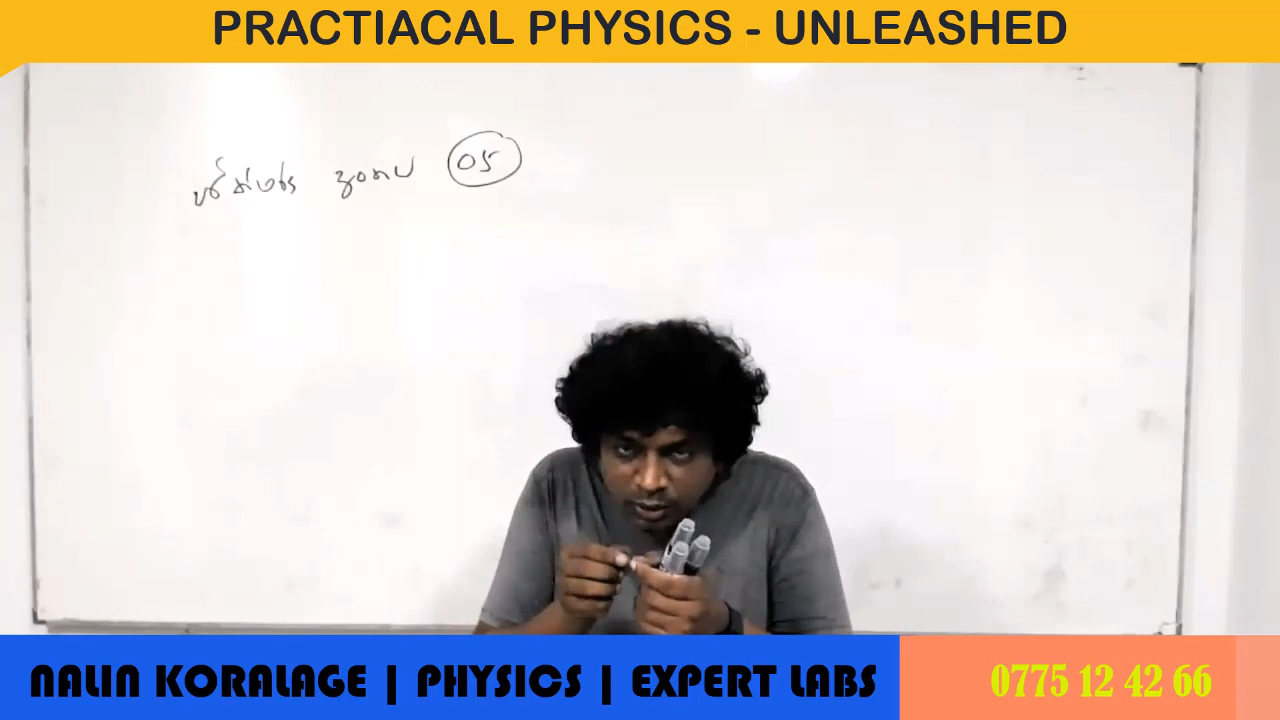 PRACTIACAL PHYSICS - UNLEASHED
05
NALIN KORALAGE | PHYSICS | EXPERT LABS
0775 12 42 66